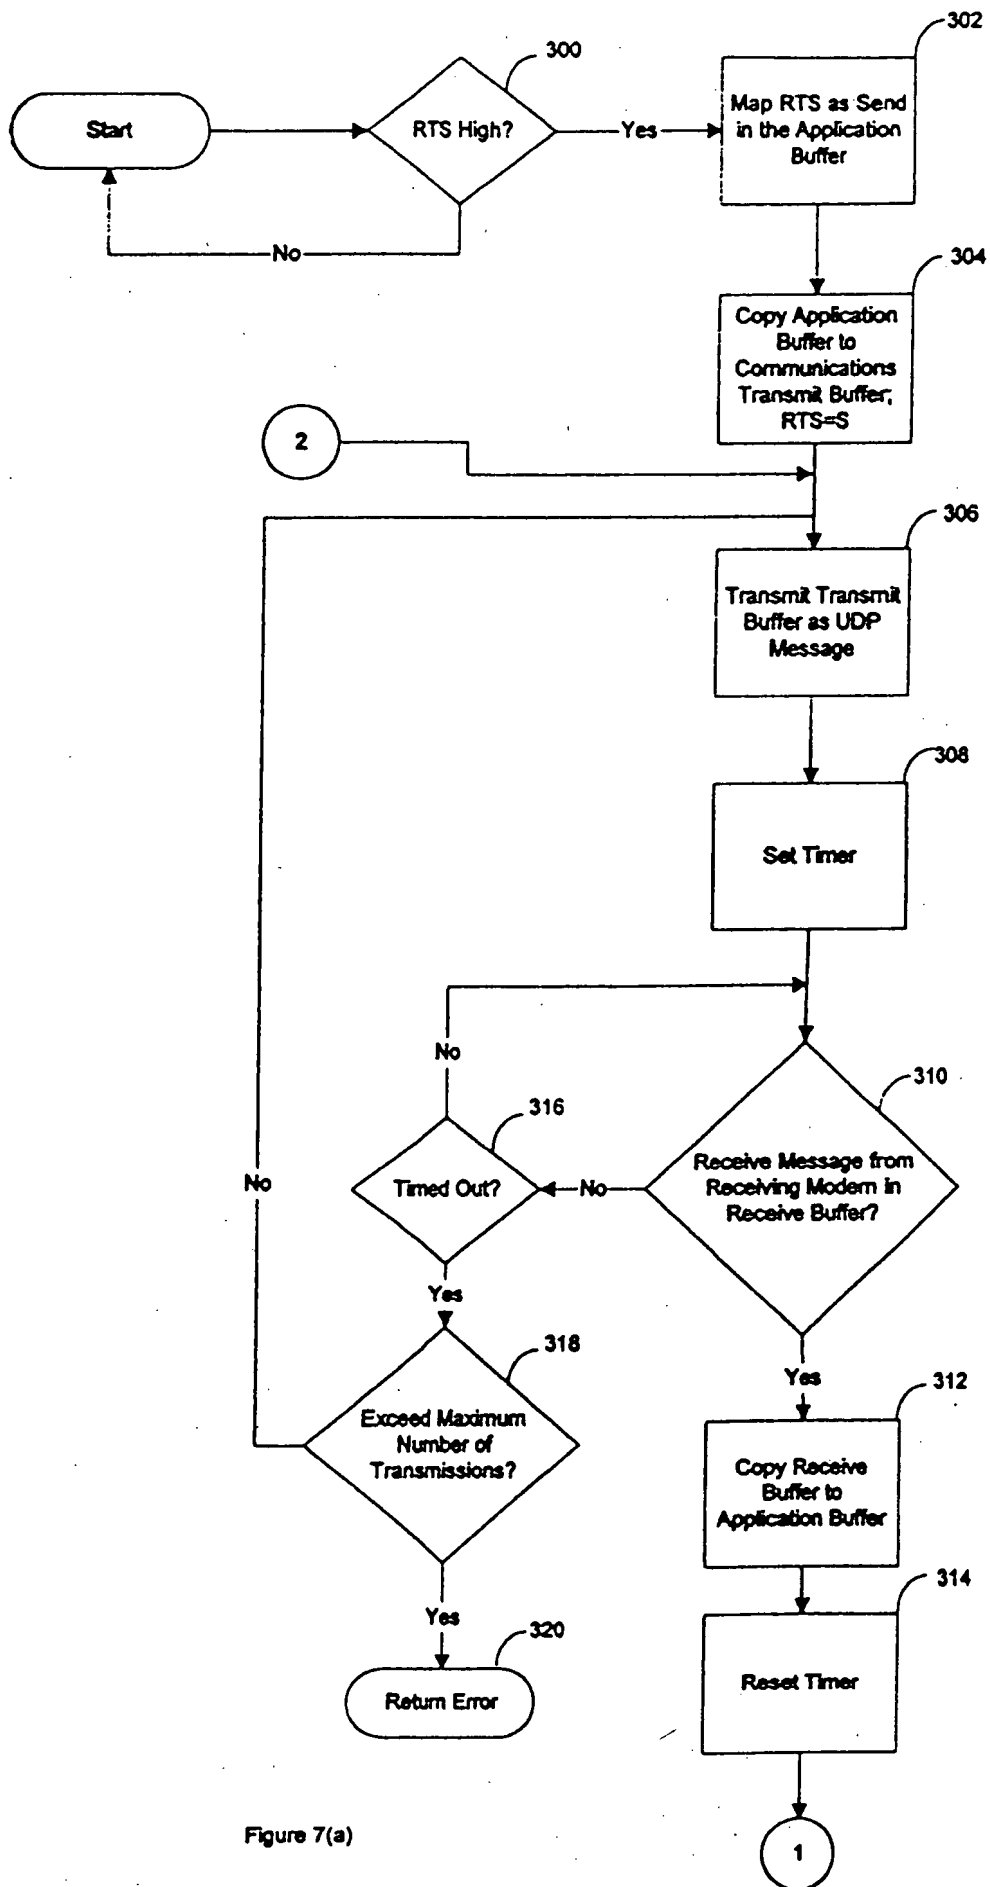 302
300
Map RTS as Send
in the Application
Buffer
Start
RTS High?
Yes
No
304
Copy Application
Buffer to
Communications
Transmit Buffer;
RTS=S
2
306
Transmit Transmit
Buffer as UDP
Message
308
Set Timer
No
310
316
Receive Message from
Receiving Modem in
Receive Buffer?
Timed Out?
No
No
Yes
Yes
318
312
Exceed Maximum
Number of
Transmissions?
Copy Receive
Buffer to
Application Buffer
314
Yes
320
Return Error
Reset Timer
Figure 7(a)
1